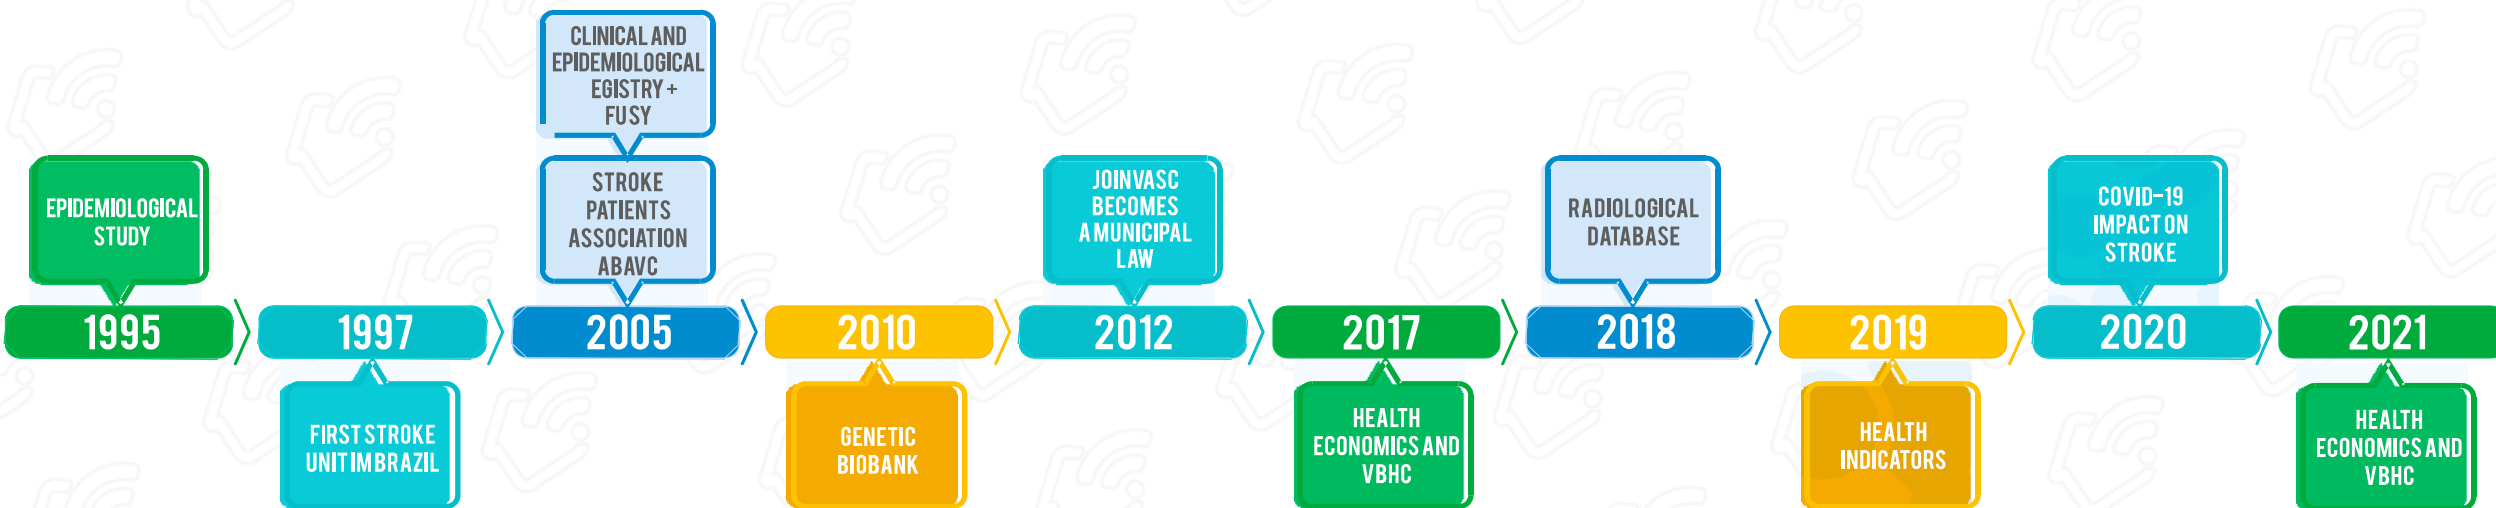 CLINICAL AND
EPIDEMIOLOGICAL
EGISTRY +
FU 5Y
EPIDEMIOLOGICAL
STUDY
STROKE
PATIENTS
ASSOCIATION
ABAVC
JOINVASC
BECOMES
A MUNICIPAL
LAW
RADIOLOGICAL
DATABASE
COVID-19
IMPACT ON
STROKE
1995
1997
2005
2010
2012
2017
2018
2019
2020
2021
FIRST STROKE
UNIT IM BRAZIL
GENETIC
BIOBANK
HEALTH
ECONOMICS AND
VBHC
HEALTH
INDICATORS
HEALTH
ECONOMICS AND
VBHC